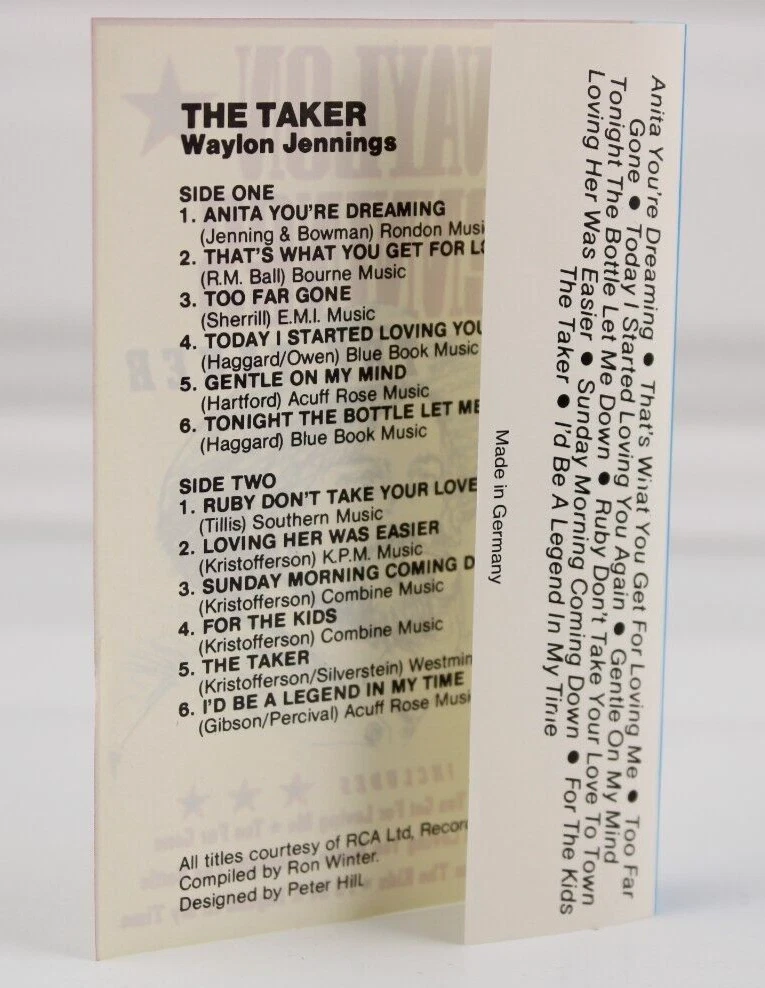 THE TAKER
Waylon Jennings
SIDE ONE
1. ANITA YOU'RE DREAMING
(Jenning & Bowman) Rondon Musi
2. THAT'S WHAT YOU GET FOR LO
(R.M. Ball) Bourne Music
3. TOO FAR GONE
(Sherrill) E.M.I. Music
4. TODAY I STARTED LOVING YOU
(Haggard/Owen) Blue Book Music
5. GENTLE ON MY MIND
(Hartford) Acuff Rose Music
6. TONIGHT THE BOTTLE LET ME
(Haggard) Blue Book Music
SIDE TWO
1. RUBY DON'T TAKE YOUR LOVE
(Tillis) Southern Music
2. LOVING HER WAS EASIER
(Kristofferson) K.P.M. Music
3. SUNDAY MORNING COMING D
(Kristofferson) Combine Music
4. FOR THE KIDS
(Kristofferson) Combine Music
5. THE TAKER
(Kristofferson/Silverstein) Westmin
6. I'D BE A LEGEND IN MY TIME
(Gibson/Percival) Acuff Rose Musi
All titles courtesy of RCA Ltd, Recor
Compiled by Ron Winter.
Designed by Peter Hill.
Anita You're Dreaming ● That's What You Get For Loving Me ● Too Far
Gone ● Today I Started Loving You Again ● Gentle On My Mind
Tonight The Bottle Let Me Down ● Ruby Don't Take Your Love To Town
Loving Her Was Easier ● Sunday Morning Coming Down ● For The Kids
The Taker ● I'd Be A Legend In My Time
Made in Germany